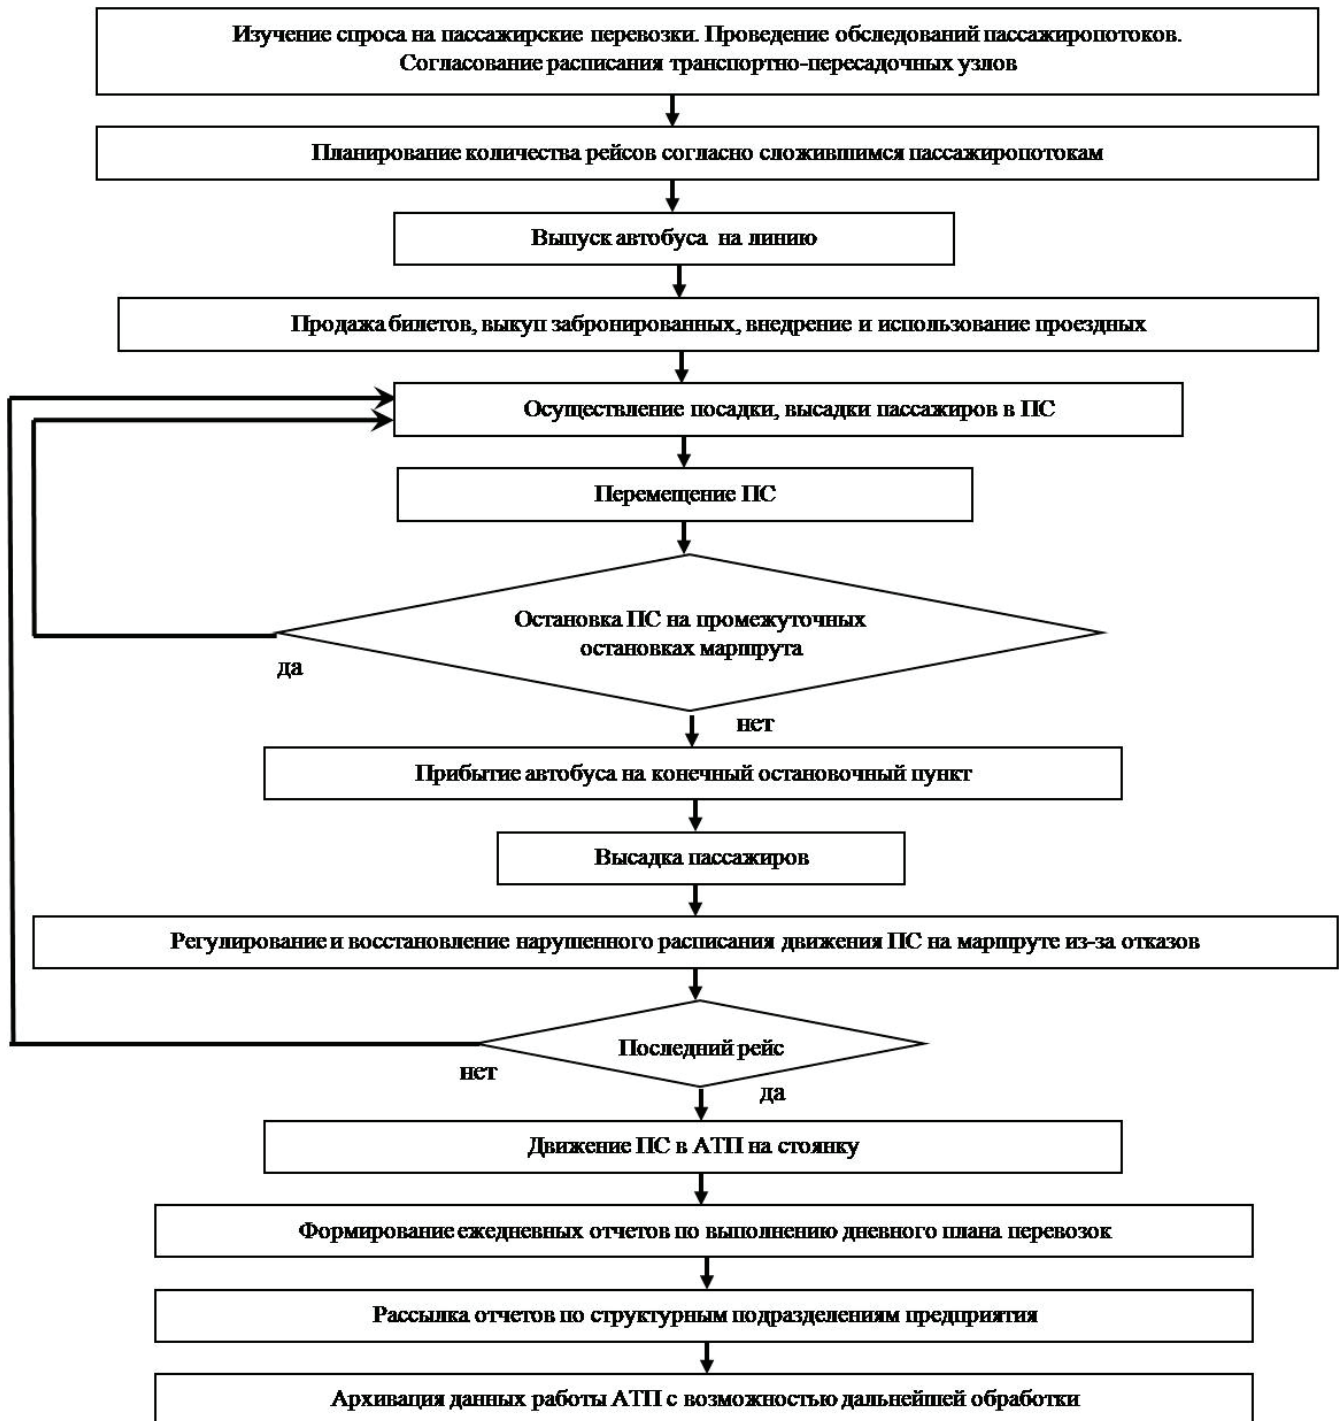 Изучение спроса на пассажирские перевозки. Проведение обследований пассажиропотоков.
Согласование расписания транспортно-пересадочных узлов
Планирование количества рейсов согласно сложившимся пассажиропотокам
Выпуск автобуса на линию
Продажа билетов, выкуп забронированных, внедрение и использование проездных
Осуществление посадки, высадки пассажиров в ПС
Перемещение ПС
Остановка ПС на промежуточных
остановках маршрута
да
нет
Прибытие автобуса на конечный остановочный пункт
Высадка пассажиров
Регулирование и восстановление нарушенного расписания движения ПС на маршруте из-за отказов
Последний рейс
нет
да
Движение ПС в АТП на стоянку
Формирование ежедневных отчетов по выполнению дневного плана перевозок
Рассылка отчетов по структурным подразделениям предприятия
Архивация данных работы АТП с возможностью дальнейшей обработки